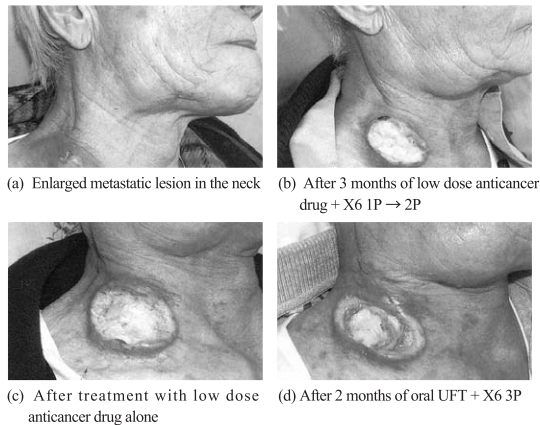 (a) Enlarged metastatic lesion in the neck
(b) After 3 months of low dose anticancer
drug + X6 1P → 2P
(c) After treatment with low dose
anticancer drug alone
(d) After 2 months of oral UFT + X6 3P